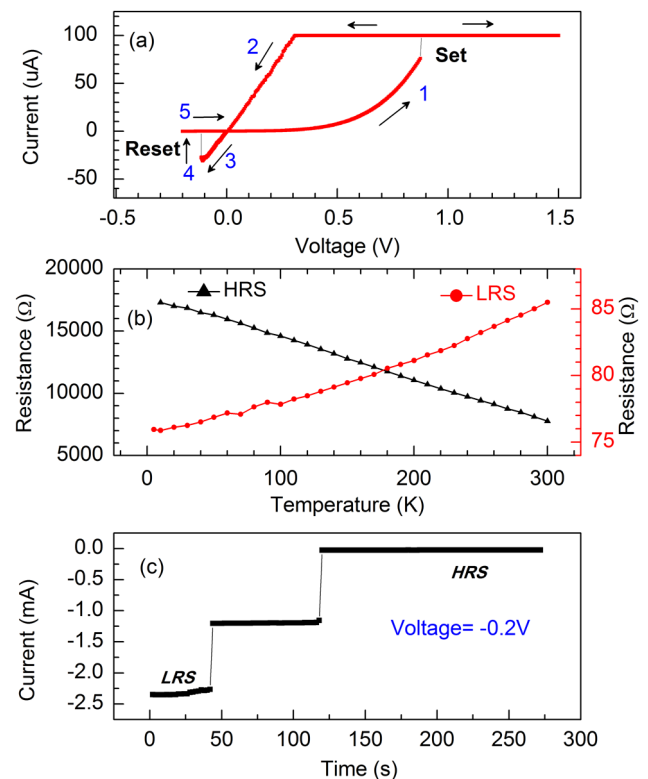 (a)
100
50
0
-50
Current (uA)
2
5
Reset
4
3
1
Set
-0.5 0.0 0.5 1.0 1.5
Voltage (V)
20000
15000
10000
5000
Resistance (Ω)
(b)
HRS
LRS
85
80
75
Resistance (Ω)
0 100 200 300
Temperature (K)
0.0
-0.5
-1.0
-1.5
-2.0
-2.5
Current (mA)
(c)
HRS
Voltage= -0.2V
LRS
0 50 100 150 200 250 300
Time (s)